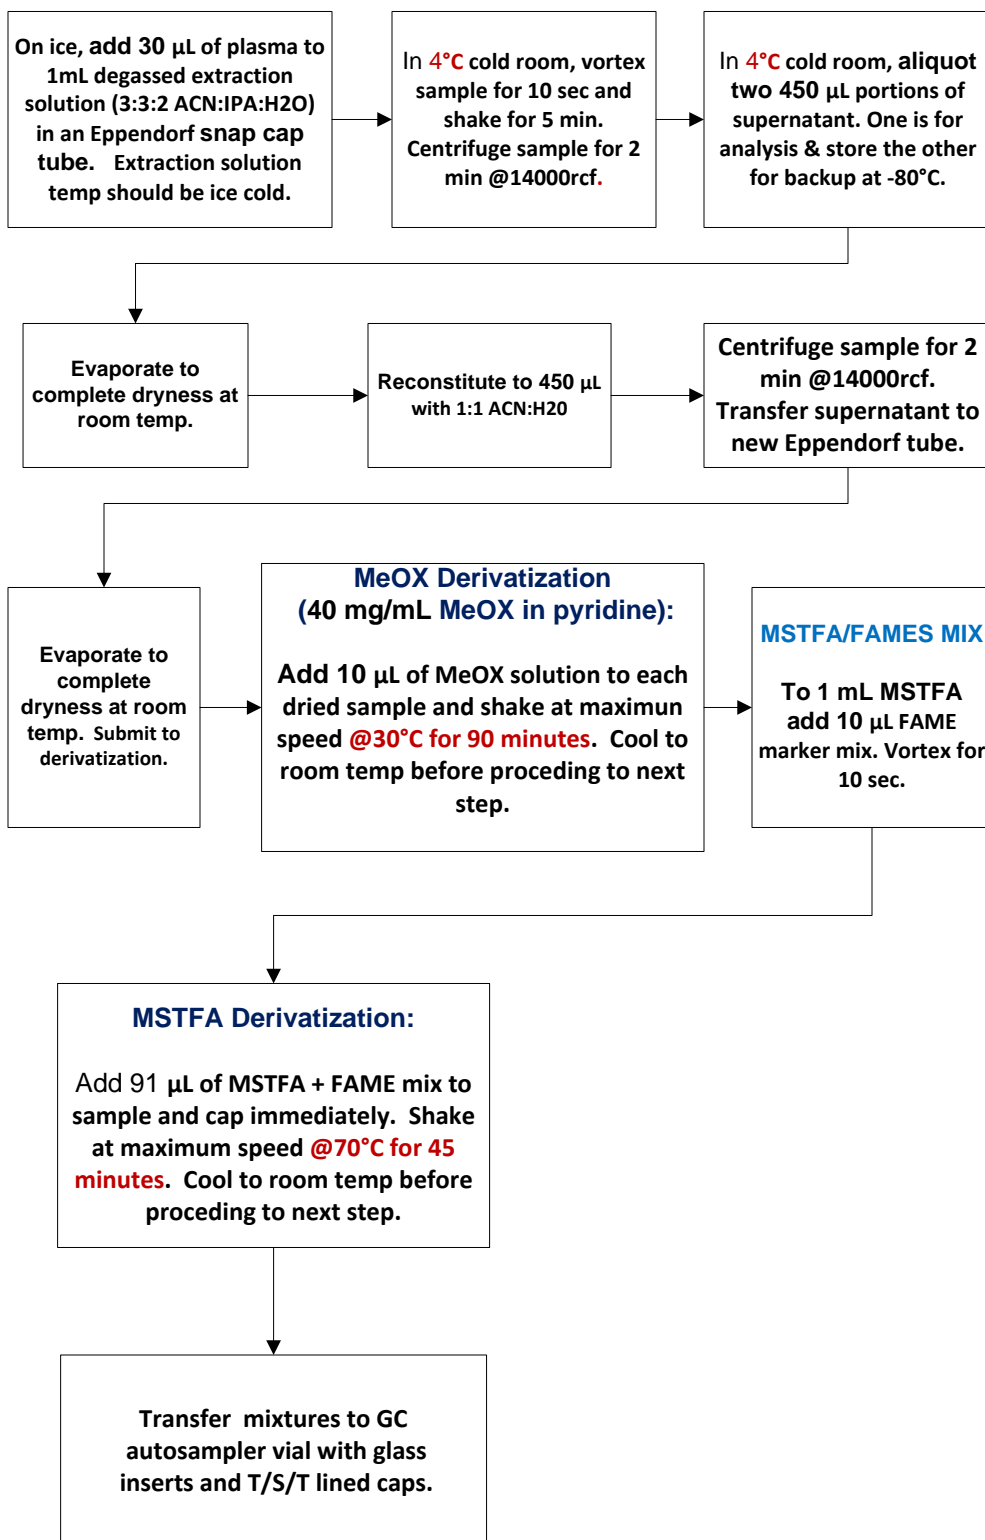 On ice, add 30 µL of plasma to
1mL degassed extraction
solution (3:3:2 ACN:IPA:H2O)
in an Eppendorf snap cap
tube. Extraction solution
temp should be ice cold.
In 4°C cold room, vortex
sample for 10 sec and
shake for 5 min.
Centrifuge sample for 2
min @14000rcf.
In 4°C cold room, aliquot
two 450 µL portions of
supernatant. One is for
analysis & store the other
for backup at -80°C.
Evaporate to
complete dryness at
room temp.
Reconstitute to 450 µL
with 1:1 ACN:H20
Centrifuge sample for 2
min @14000rcf.
Transfer supernatant to
new Eppendorf tube.
Evaporate to
complete
dryness at room
temp. Submit to
derivatization.
MeOX Derivatization
(40 mg/mL MeOX in pyridine):
Add 10 µL of MeOX solution to each
dried sample and shake at maximun
speed @30°C for 90 minutes. Cool to
room temp before proceding to next
step.
MSTFA/FAMES MIX
To 1 mL MSTFA
add 10 µL FAME
marker mix. Vortex for
10 sec.
MSTFA Derivatization:
Add 91 µL of MSTFA + FAME mix to
sample and cap immediately. Shake
at maximum speed @70°C for 45
minutes. Cool to room temp before
proceding to next step.
Transfer mixtures to GC
autosampler vial with glass
inserts and T/S/T lined caps.